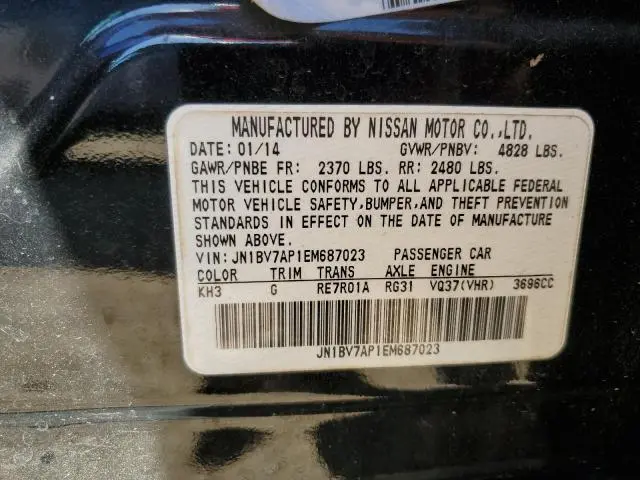 MANUFACTURED BY NISSAN MOTOR CO.,LTD.
DATE: 01/14 GVWR/PNBV: 4828 LBS.
GAWR/PNBE FR: 2370 LBS. RR: 2480 LBS.
THIS VEHICLE CONFORMS TO ALL APPLICABLE FEDERAL
MOTOR VEHICLE SAFETY,BUMPER,AND THEFT PREVENTION
STANDARDS IN EFFECT ON THE DATE OF MANUFACTURE
SHOWN ABOVE.
VIN:JN1BV7AP1EM687023 PASSENGER CAR
COLOR TRIM TRANS AXLE ENGINE
KH3 G RE7R01A RG31 VQ37(VHR) 3696CC
JN1BV7AP1EM687023